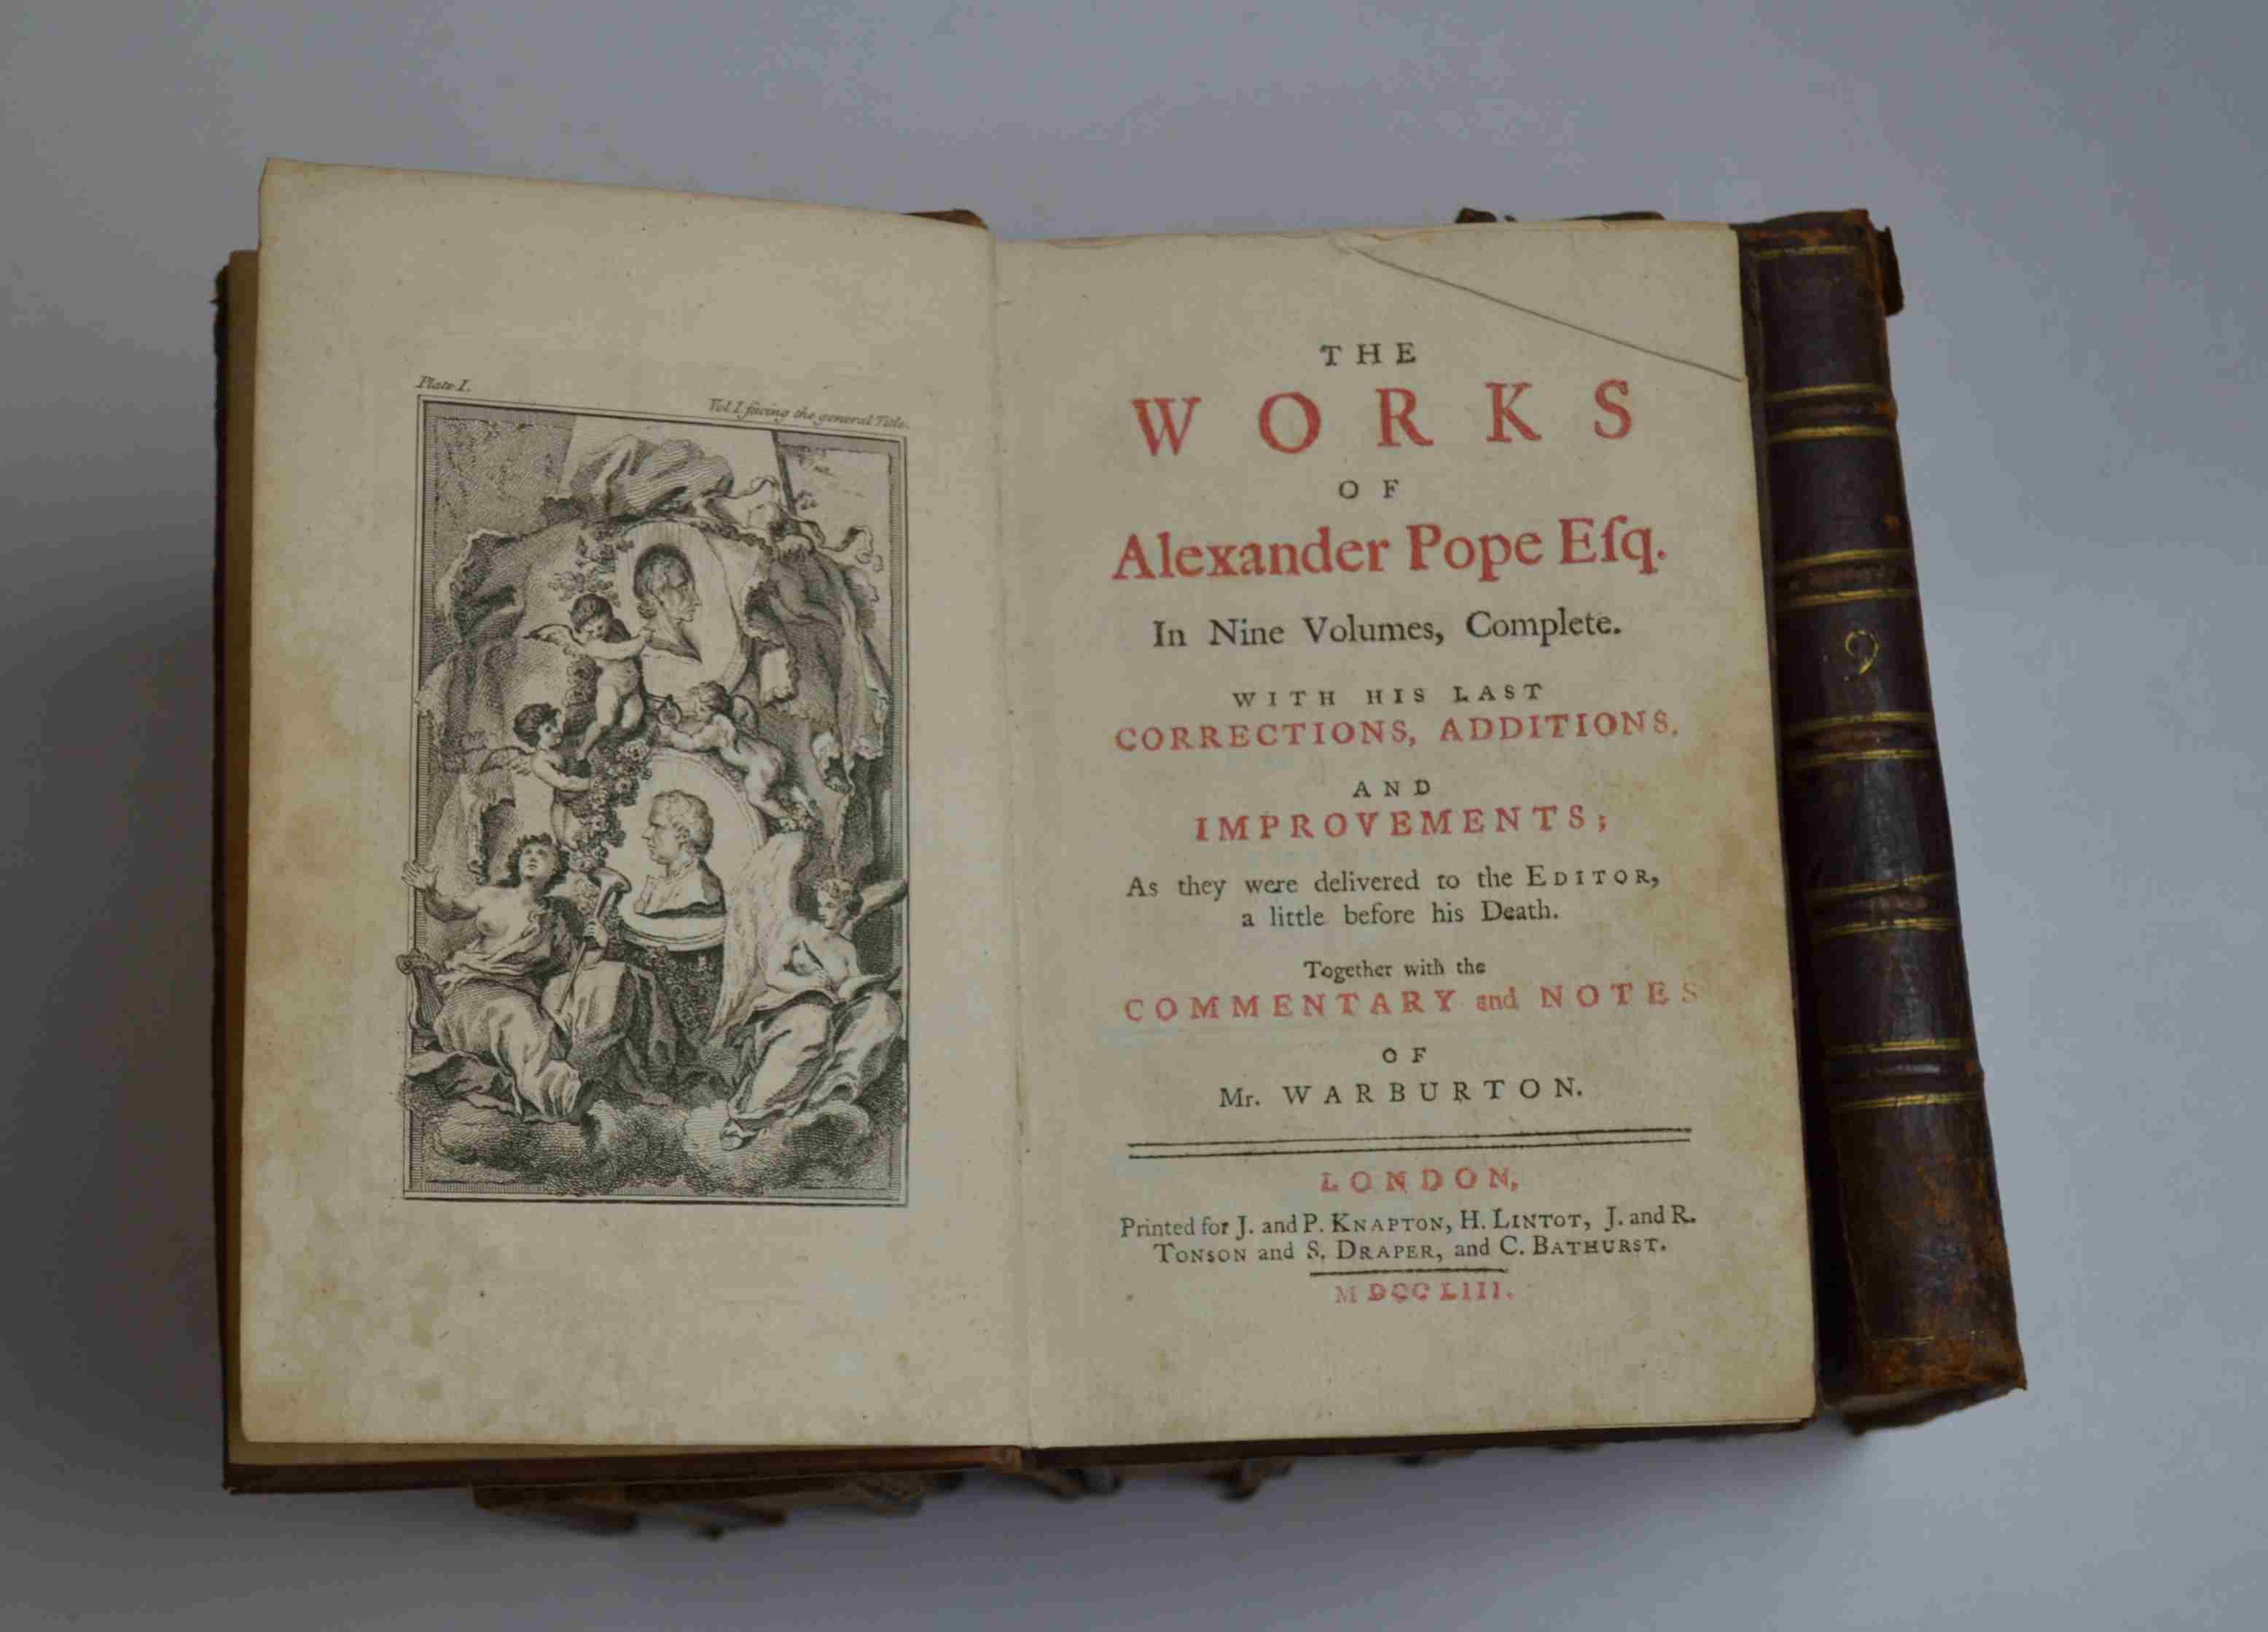 Plate I.
Vol. I. facing the general Title.
THE
WORKS
OF
Alexander Pope Eſq.
In Nine Volumes, Complete.
WITH HIS LAST
CORRECTIONS, ADDITIONS,
AND
IMPROVEMENTS;
As they were delivered to the EDITOR,
a little before his Death.
Together with the
COMMENTARY and NOTES
OF
Mr. WARBURTON.
LONDON,
Printed for J. and P. KNAPTON, H. LINTOT, J. and R.
TONSON and S. DRAPER, and C. BATHURST.
MDCCLIII.
9